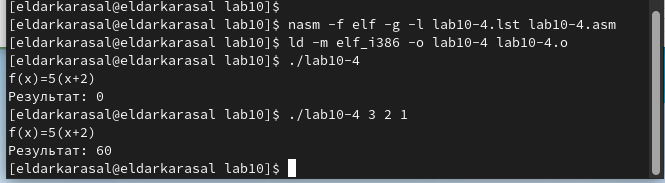 [eldarkarasal@eldarkarasal lab10]$
[eldarkarasal@eldarkarasal lab10]$ nasm -f elf -g -l lab10-4.lst lab10-4.asm
[eldarkarasal@eldarkarasal lab10]$ ld -m elf_i386 -o lab10-4 lab10-4.o
[eldarkarasal@eldarkarasal lab10]$ ./lab10-4
f(x)=5(x+2)
Результат: 0
[eldarkarasal@eldarkarasal lab10]$ ./lab10-4 3 2 1
f(x)=5(x+2)
Результат: 60
[eldarkarasal@eldarkarasal lab10]$